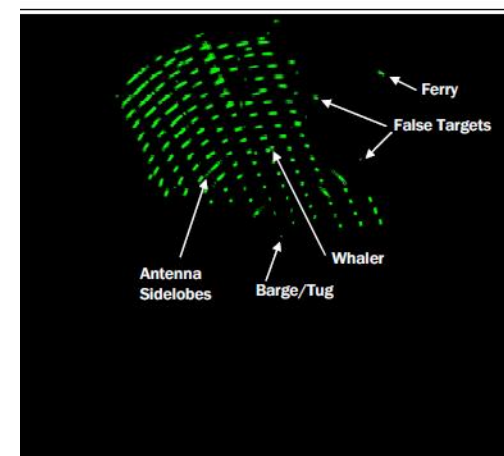 Ferry
False Targets
Whaler
Antenna
Sidelobes
Barge/Tug